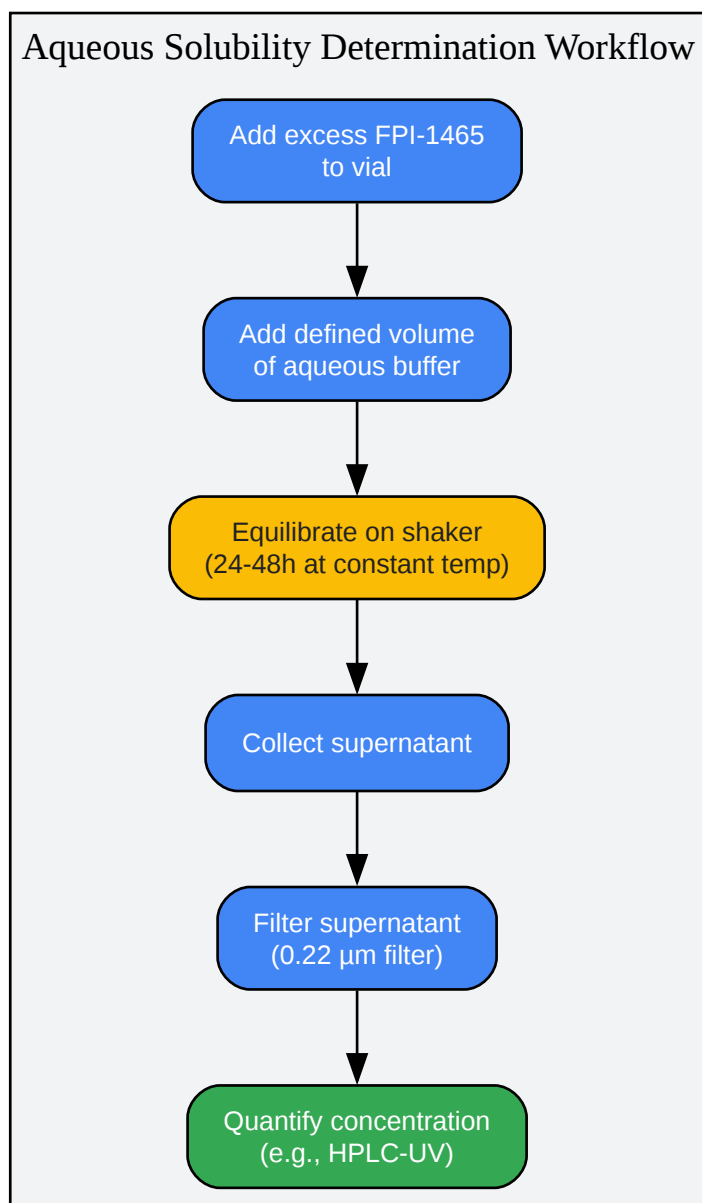 Aqueous Solubility Determination Workflow
Add excess FPI-1465
to vial
Add defined volume
of aqueous buffer
Equilibrate on shaker
(24-48h at constant temp)
Collect supernatant
Filter supernatant
(0.22 µm filter)
Quantify concentration
(e.g., HPLC-UV)